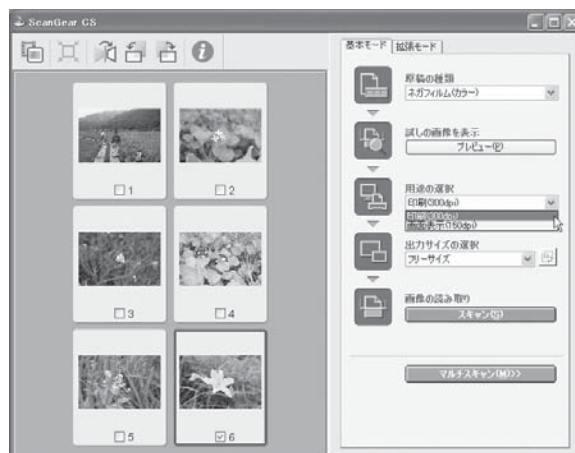 ScanGear CS
基本モード 拡張モード
原稿の種類
ネガフィルム(カラー)
試しの画像を表示
プレビュー(P)
用途の選択
印刷(300dpi)
印刷(300dpi)
画面表示(150dpi)
出力サイズの選択
フリーサイズ
画像の読み取り
スキャン(S)
マルチスキャン(M)>>
1
2
3
4
5
6